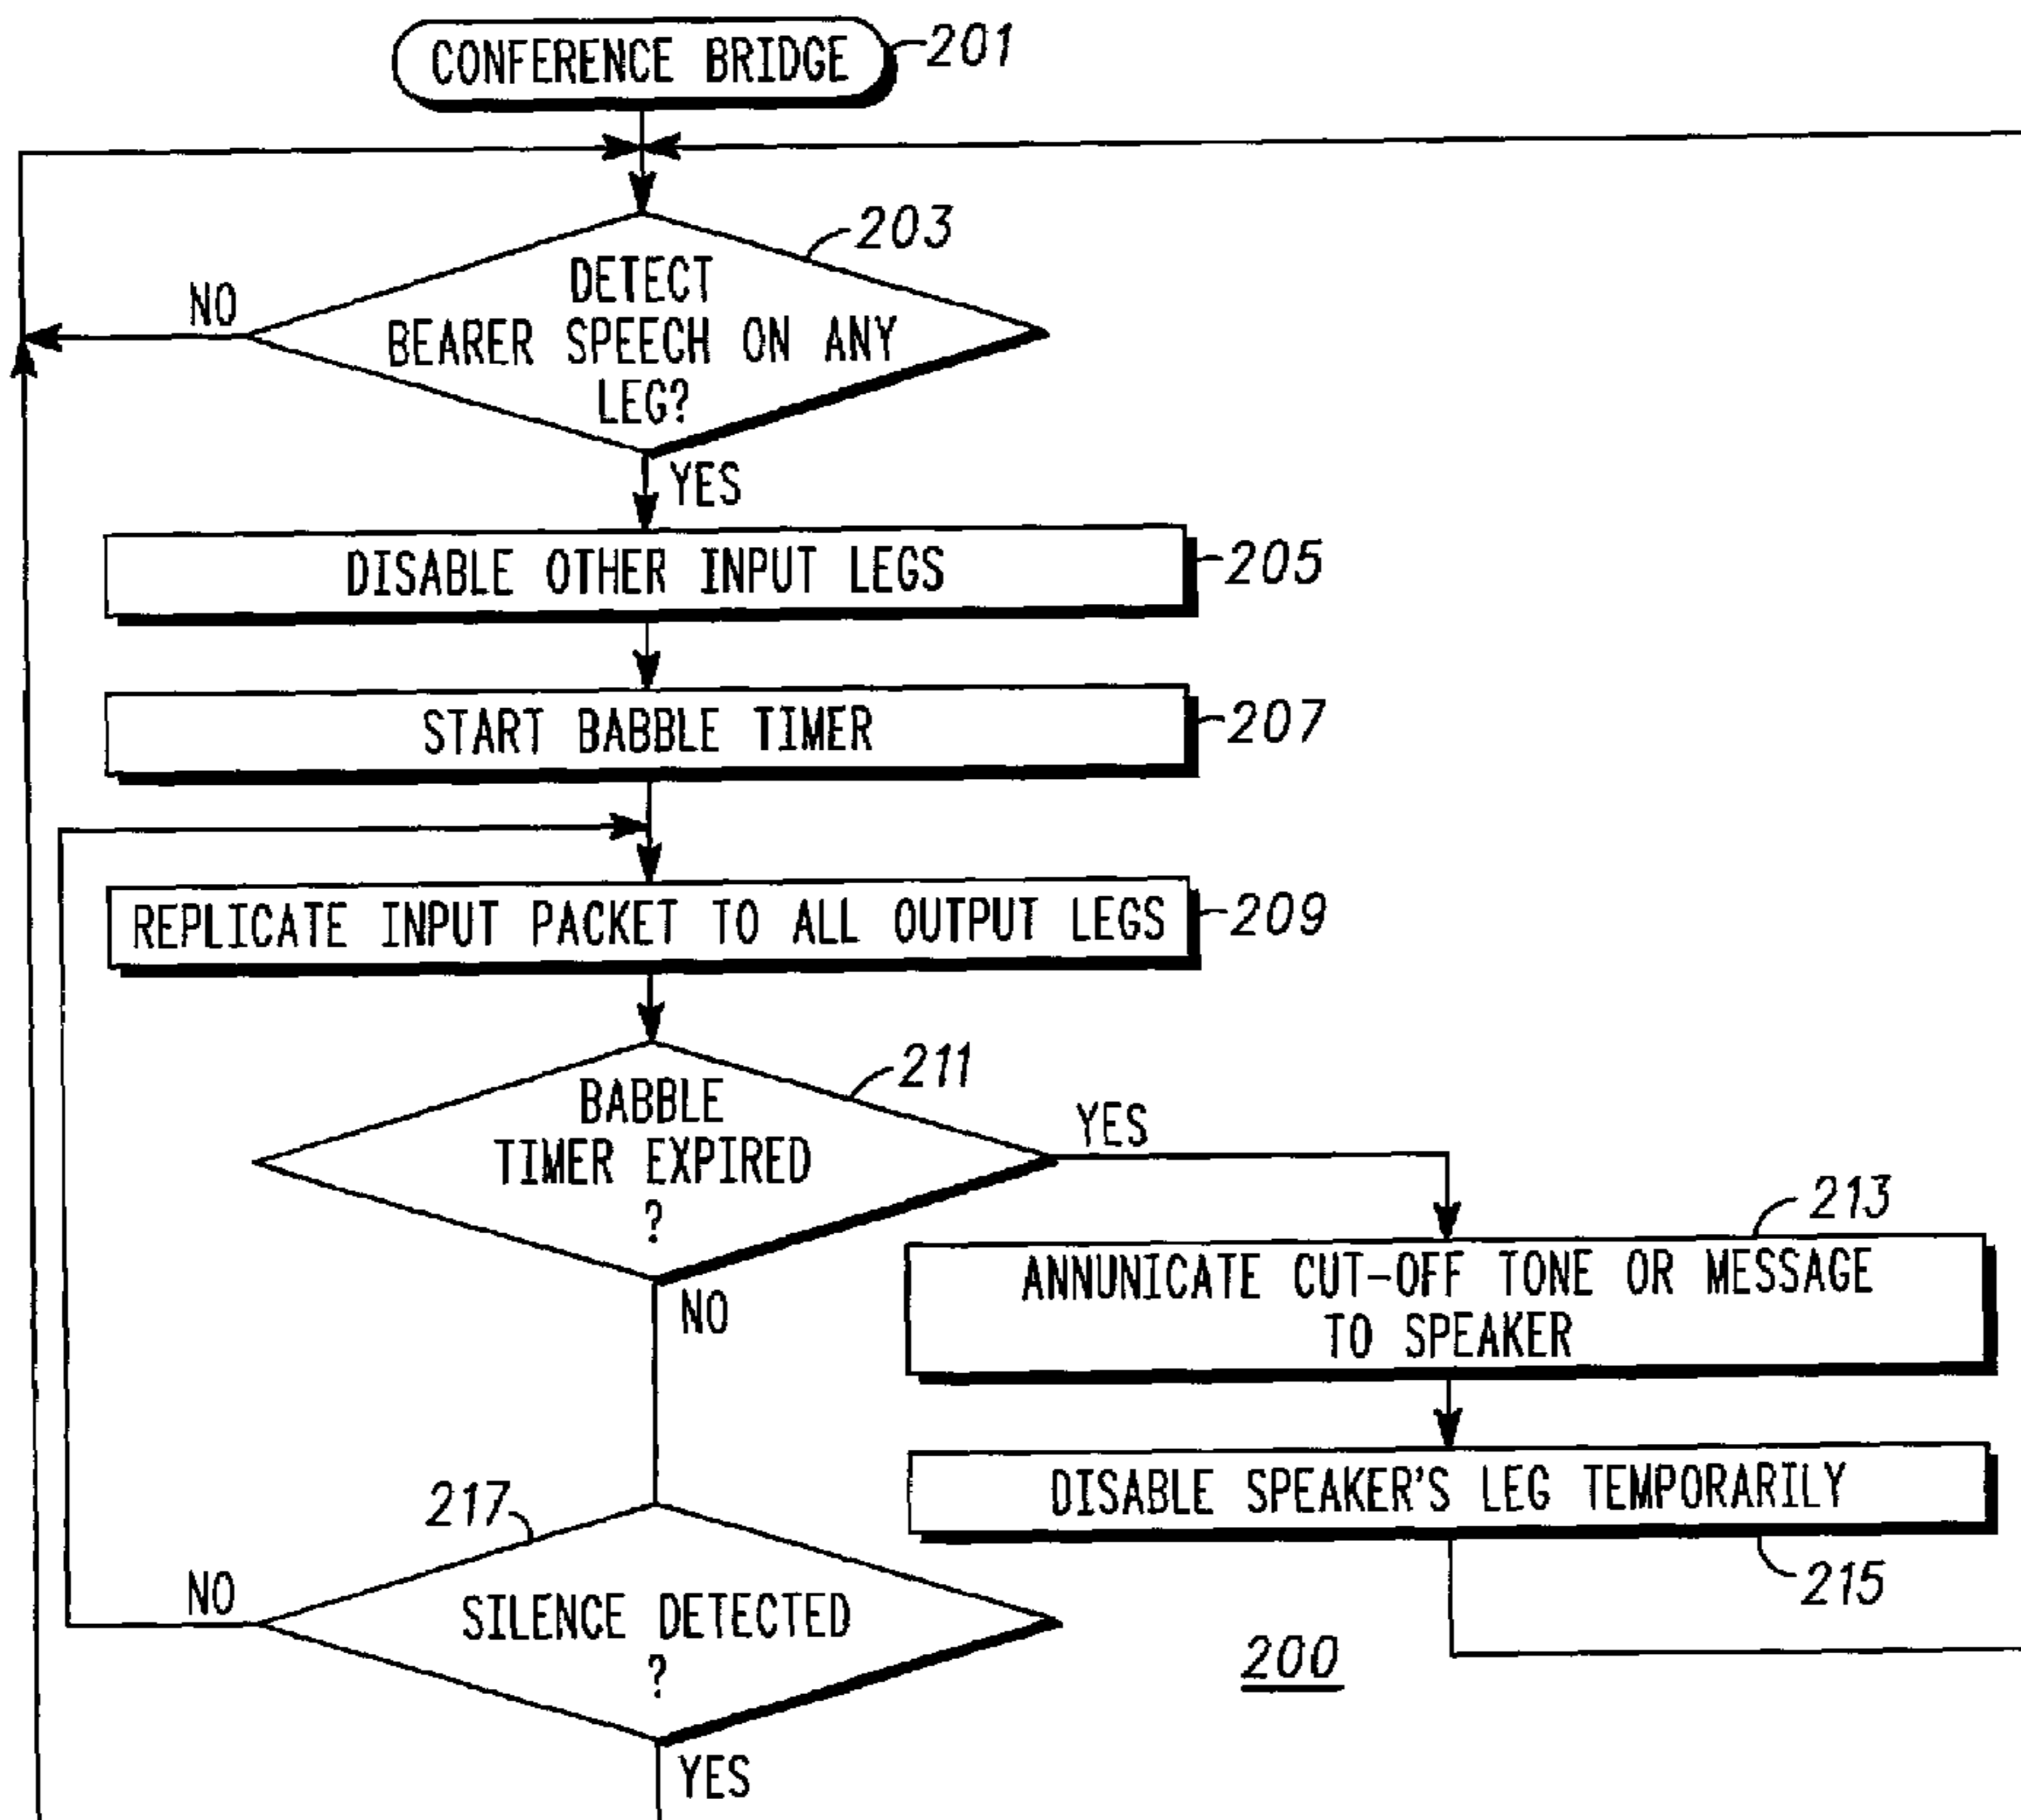 CONFERENCE BRIDGE
201
203
DETECT
BEARER SPEECH ON ANY
LEG?
NO
YES
DISABLE OTHER INPUT LEGS
205
START BABBLE TIMER
207
REPLICATE INPUT PACKET TO ALL OUTPUT LEGS
209
211
BABBLE
TIMER EXPIRED
?
YES
NO
213
ANNUNICATE CUT-OFF TONE OR MESSAGE
TO SPEAKER
DISABLE SPEAKER'S LEG TEMPORARILY
215
217
SILENCE DETECTED
?
NO
YES
200